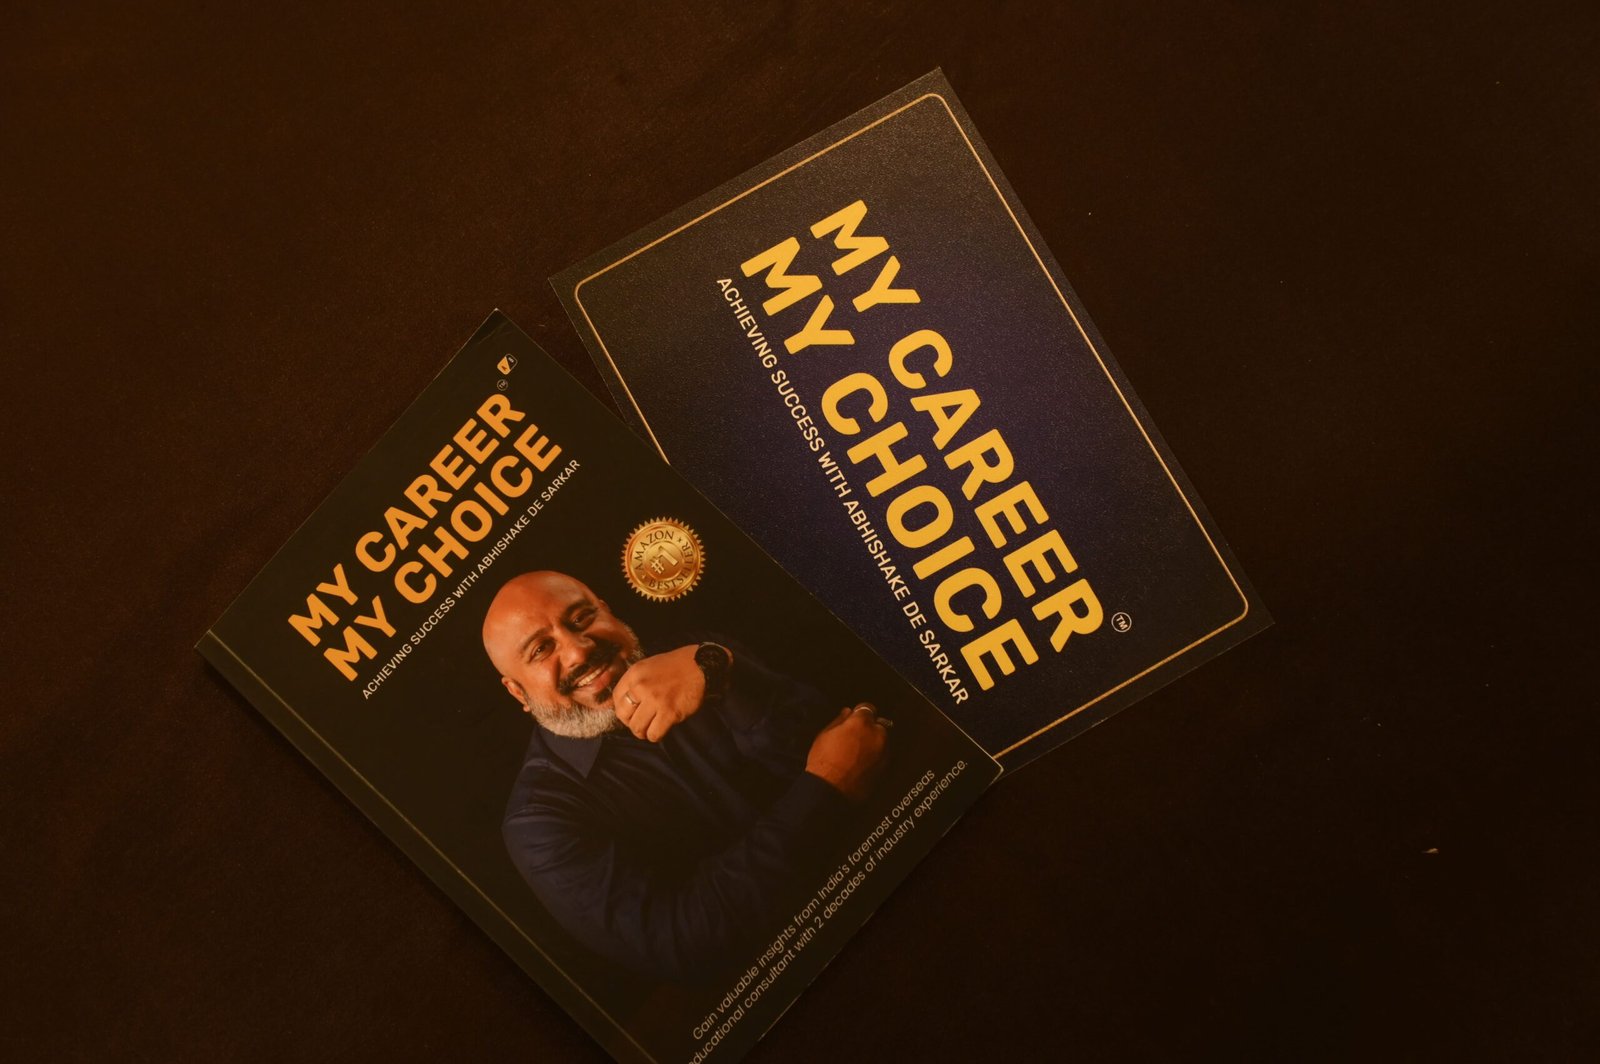 MY CAREER
MY CHOICE
ACHIEVING SUCCESS WITH ABHISHAKE DE SARKAR
AMAZON
#1
BESTSELLER
Gain valuable insights from India's foremost overseas
educational consultant with 2 decades of industry experience.
MY CAREER TM
MY CHOICE
ACHIEVING SUCCESS WITH ABHISHAKE DE SARKAR